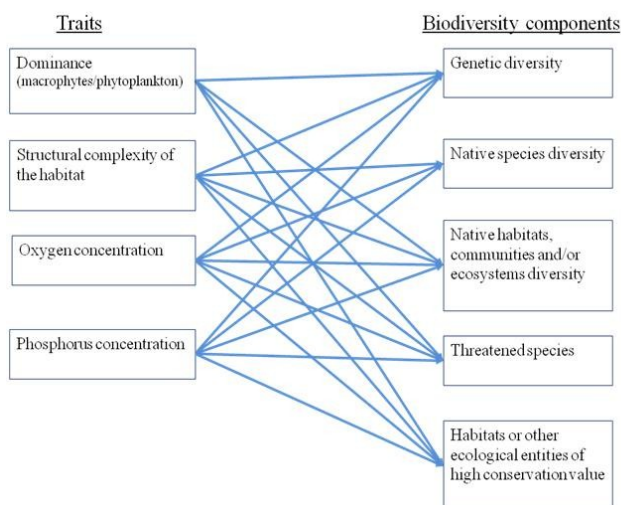 Traits
Dominance
(macrophytes/phytoplankton)
Structural complexity of
the habitat
Oxygen concentration
Phosphorus concentration
Biodiversity components
Genetic diversity
Native species diversity
Native habitats,
communities and/or
ecosystems diversity
Threatened species
Habitats or other
ecological entities of
high conservation value